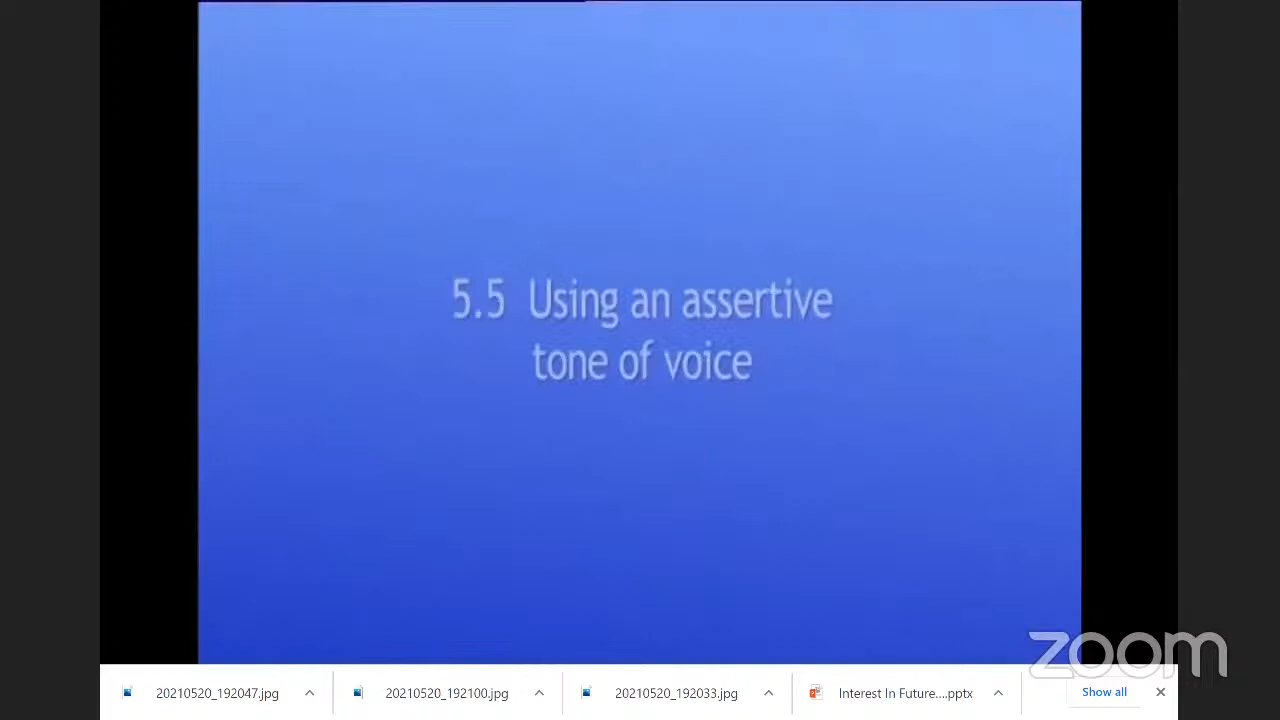 5.5 Using an assertive
tone of voice
zoom
20210520_192047.jpg
20210520_192100.jpg
20210520_192033.jpg
Interest In Future....pptx
Show all